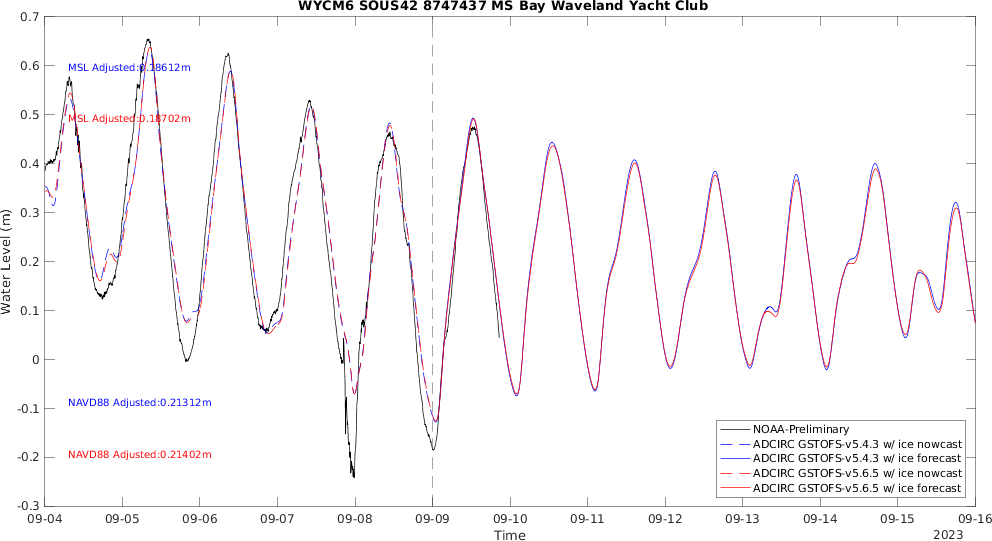 WYCM6 SOUS42 8747437 MS Bay Waveland Yacht Club
0.7
0.6
0.5
0.4
0.3
0.2
0.1
0
-0.1
-0.2
-0.3
Water Level (m)
MSL Adjusted:0.18612m
MSL Adjusted:0.18702m
NAVD88 Adjusted:0.21312m
NAVD88 Adjusted:0.21402m
NOAA-Preliminary
ADCIRC GSTOFS-v5.4.3 w/ ice nowcast
ADCIRC GSTOFS-v5.4.3 w/ ice forecast
ADCIRC GSTOFS-v5.6.5 w/ ice nowcast
ADCIRC GSTOFS-v5.6.5 w/ ice forecast
09-04 09-05 09-06 09-07 09-08 09-09 09-10 09-11 09-12 09-13 09-14 09-15 09-16
Time
2023